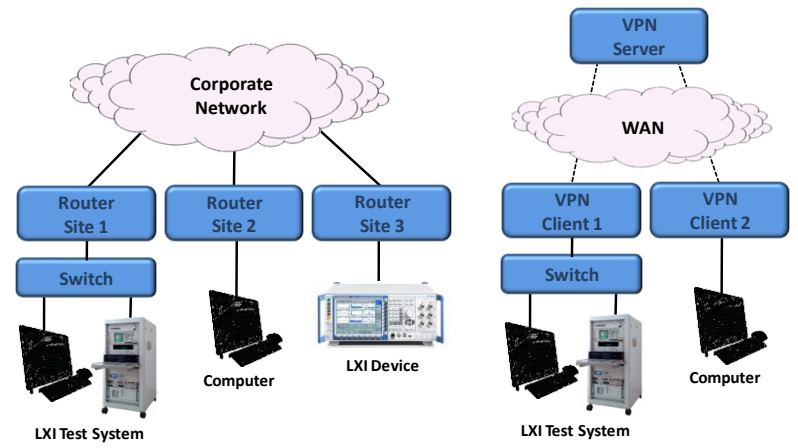 Corporate
Network
Router
Site 1
Router
Site 2
Router
Site 3
Switch
Computer
LXI Device
LXI Test System
VPN
Server
WAN
VPN
Client 1
VPN
Client 2
Switch
Computer
LXI Test System